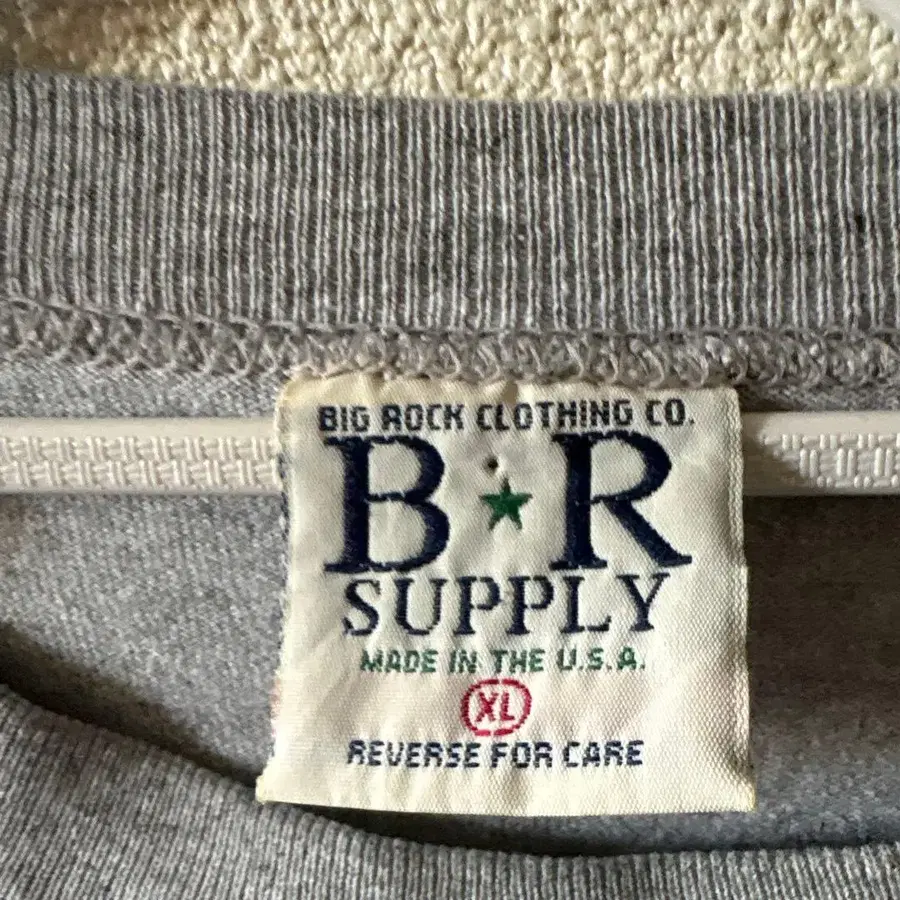 BIG ROCK CLOTHING CO.
B★R
SUPPLY
MADE IN THE U.S.A.
XL
REVERSE FOR CARE